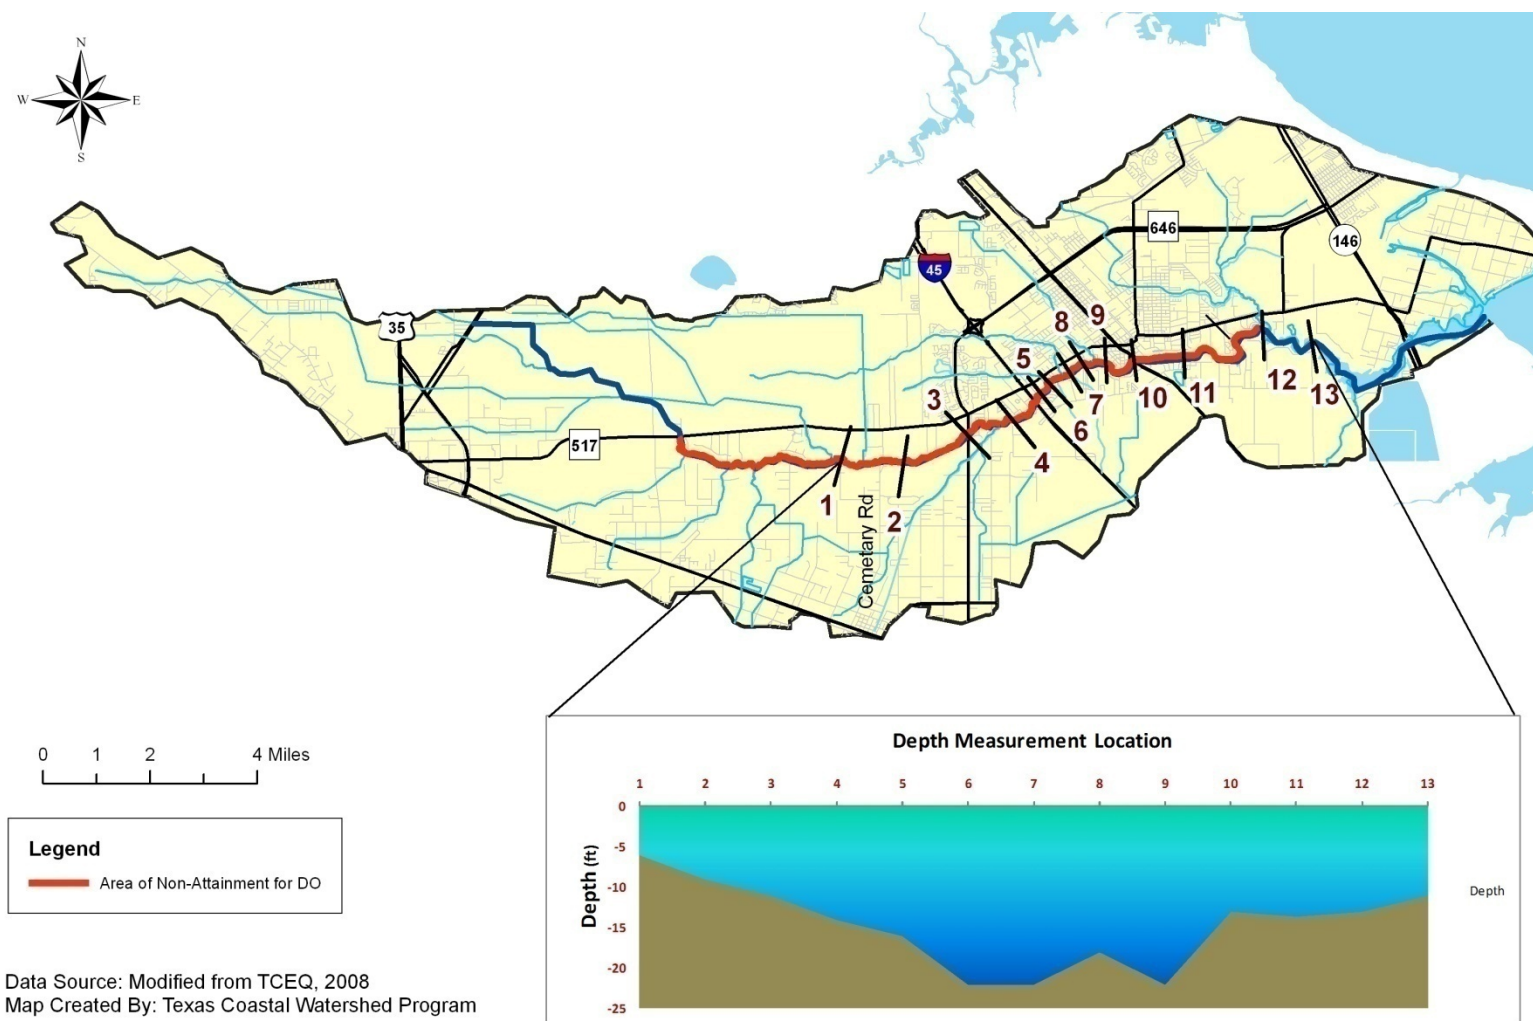 N
W
E
S
45
646
146
35
517
8
9
5
3
7
10
11
12
13
6
4
1
2
Cemetary Rd
0 1 2 4 Miles
Legend
Area of Non-Attainment for DO
Data Source: Modified from TCEQ, 2008
Map Created By: Texas Coastal Watershed Program
Depth Measurement Location
1 2 3 4 5 6 7 8 9 10 11 12 13
0
-5
-10
-15
-20
-25
Depth (ft)
Depth